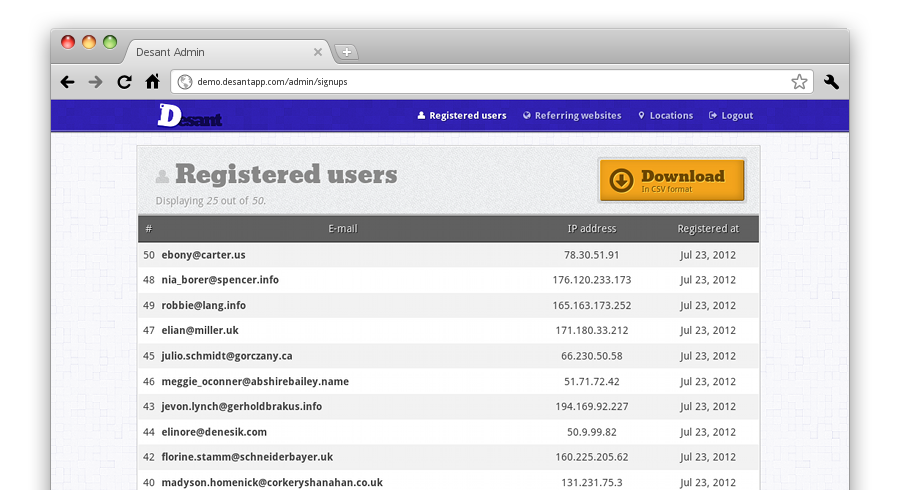 Desant Admin
demo.desantapp.com/admin/signups
Desant Registered users Referring websites Locations Logout
Registered users
Displaying 25 out of 50.
Download
In CSV format
# E-mail IP address Registered at
50 ebony@carter.us 78.30.51.91 Jul 23, 2012
48 nia_borer@spencer.info 176.120.233.173 Jul 23, 2012
49 robbie@lang.info 165.163.173.252 Jul 23, 2012
47 elian@miller.uk 171.180.33.212 Jul 23, 2012
45 julio.schmidt@gorczany.ca 66.230.50.58 Jul 23, 2012
46 meggie_oconner@abshirebailey.name 51.71.72.42 Jul 23, 2012
43 jevon.lynch@gerholdbrakus.info 194.169.92.227 Jul 23, 2012
44 elinore@denesik.com 50.9.99.82 Jul 23, 2012
42 florine.stamm@schneiderbayer.uk 160.225.205.62 Jul 23, 2012
40 madyson.homenick@corkeryshanahan.co.uk 131.231.75.3 Jul 23, 2012